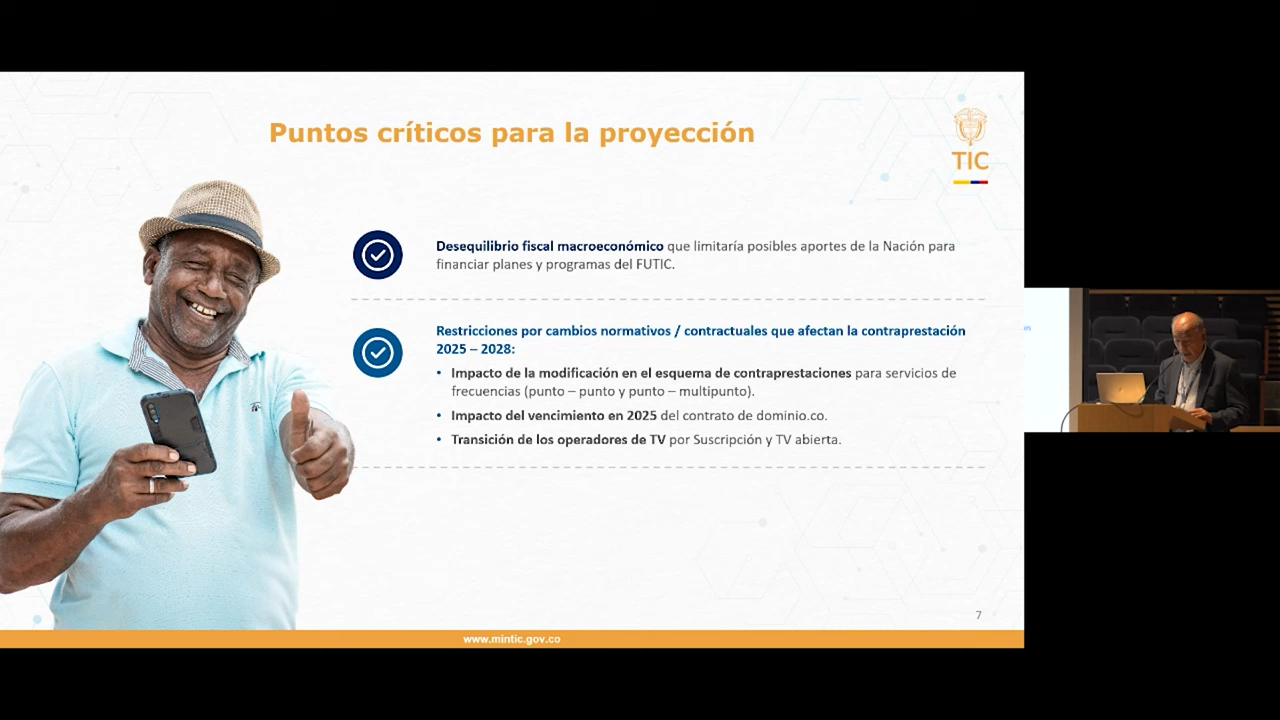 Puntos críticos para la proyección
TIC
Desequilibrio fiscal macroeconómico que limitaría posibles aportes de la Nación para
financiar planes y programas del FUTIC.
Restricciones por cambios normativos / contractuales que afectan la contraprestación
2025 – 2028:
• Impacto de la modificación en el esquema de contraprestaciones para servicios de
frecuencias (punto – punto y punto – multipunto).
• Impacto del vencimiento en 2025 del contrato de dominio.co.
• Transición de los operadores de TV por Suscripción y TV abierta.
7
www.mintic.gov.co